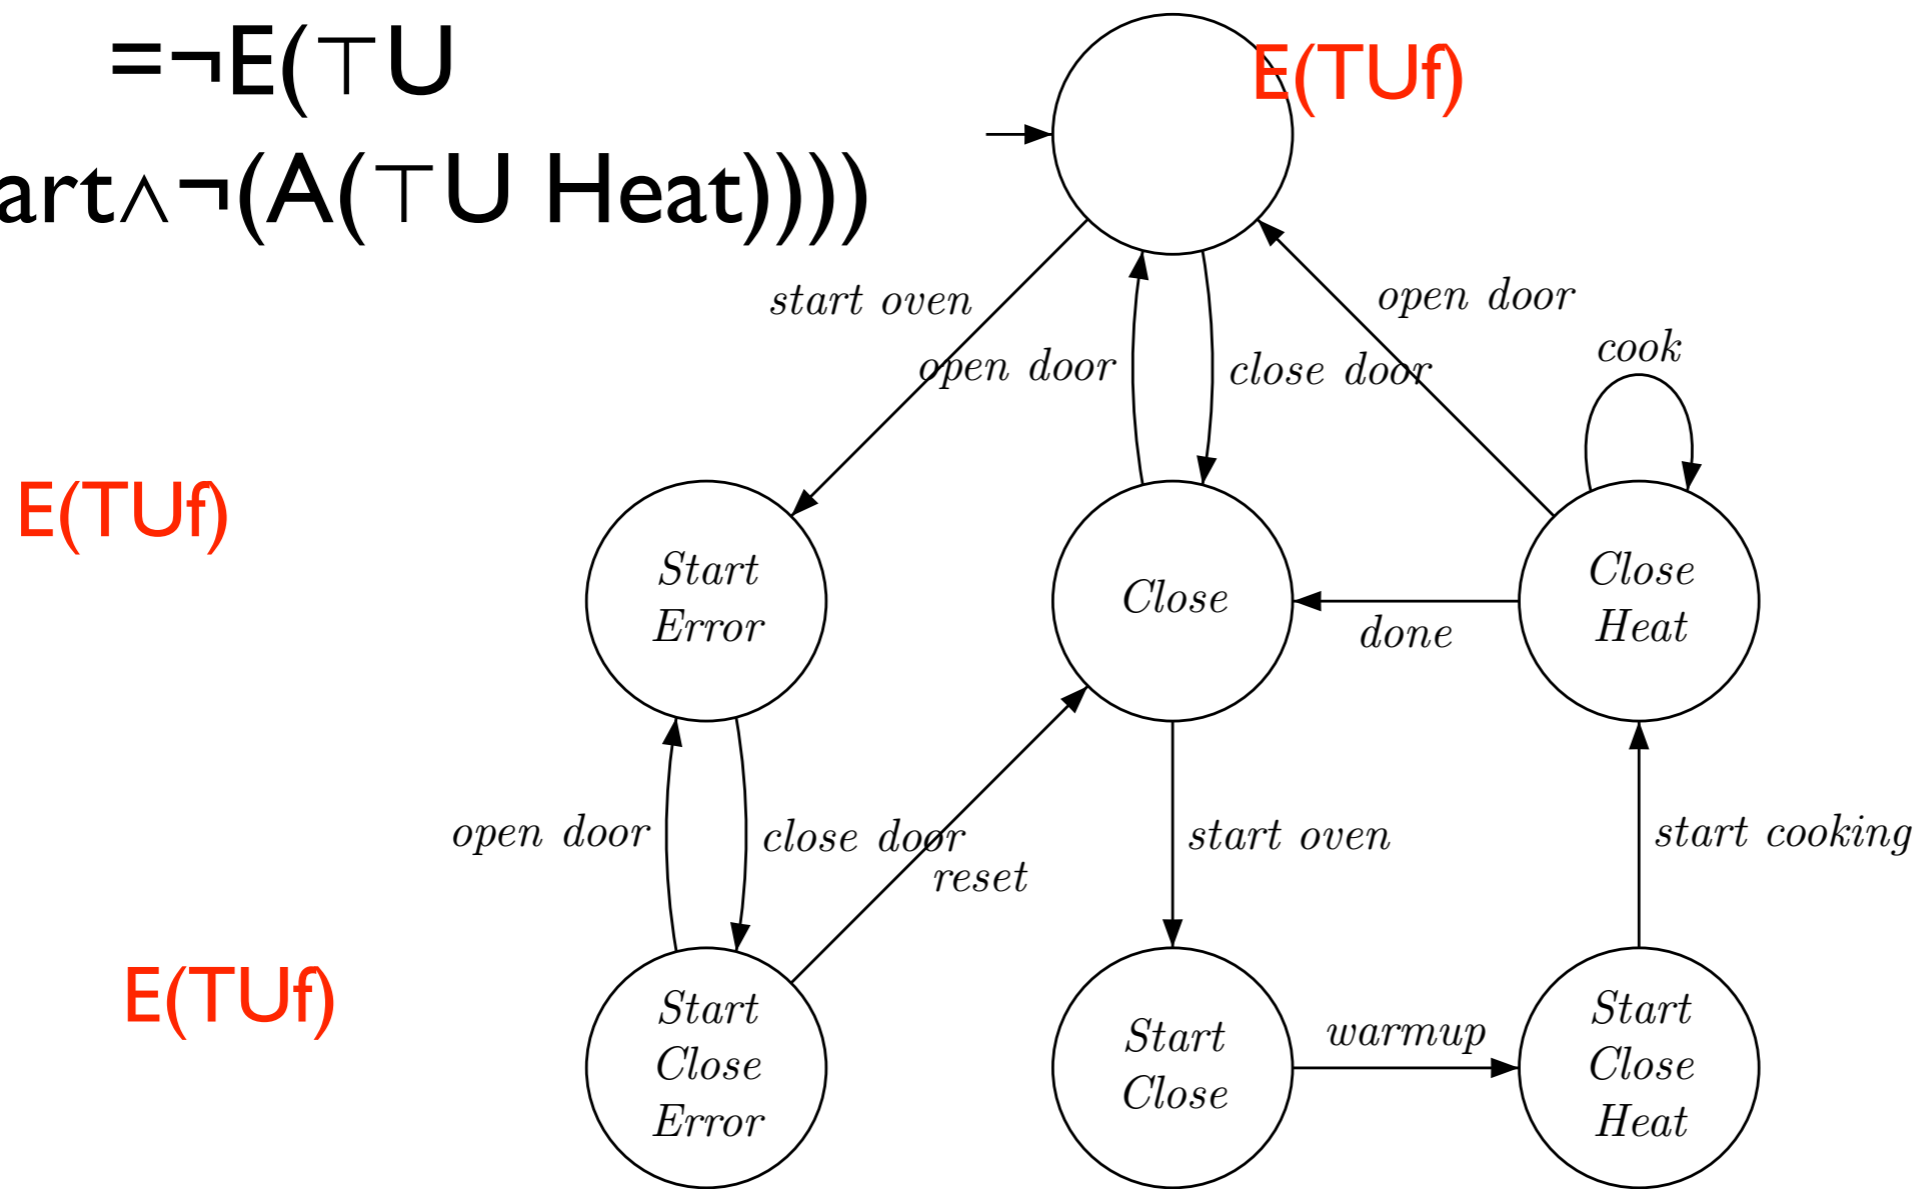 =¬E(⊤U
E(TUf)
art∧¬(A(⊤U Heat))))
start oven
open door
open door
close door
cook
E(TUf)
Start
Error
Close
Close
Heat
done
open door
close door
reset
start oven
start cooking
E(TUf)
Start
Close
Error
Start
Close
warmup
Start
Close
Heat